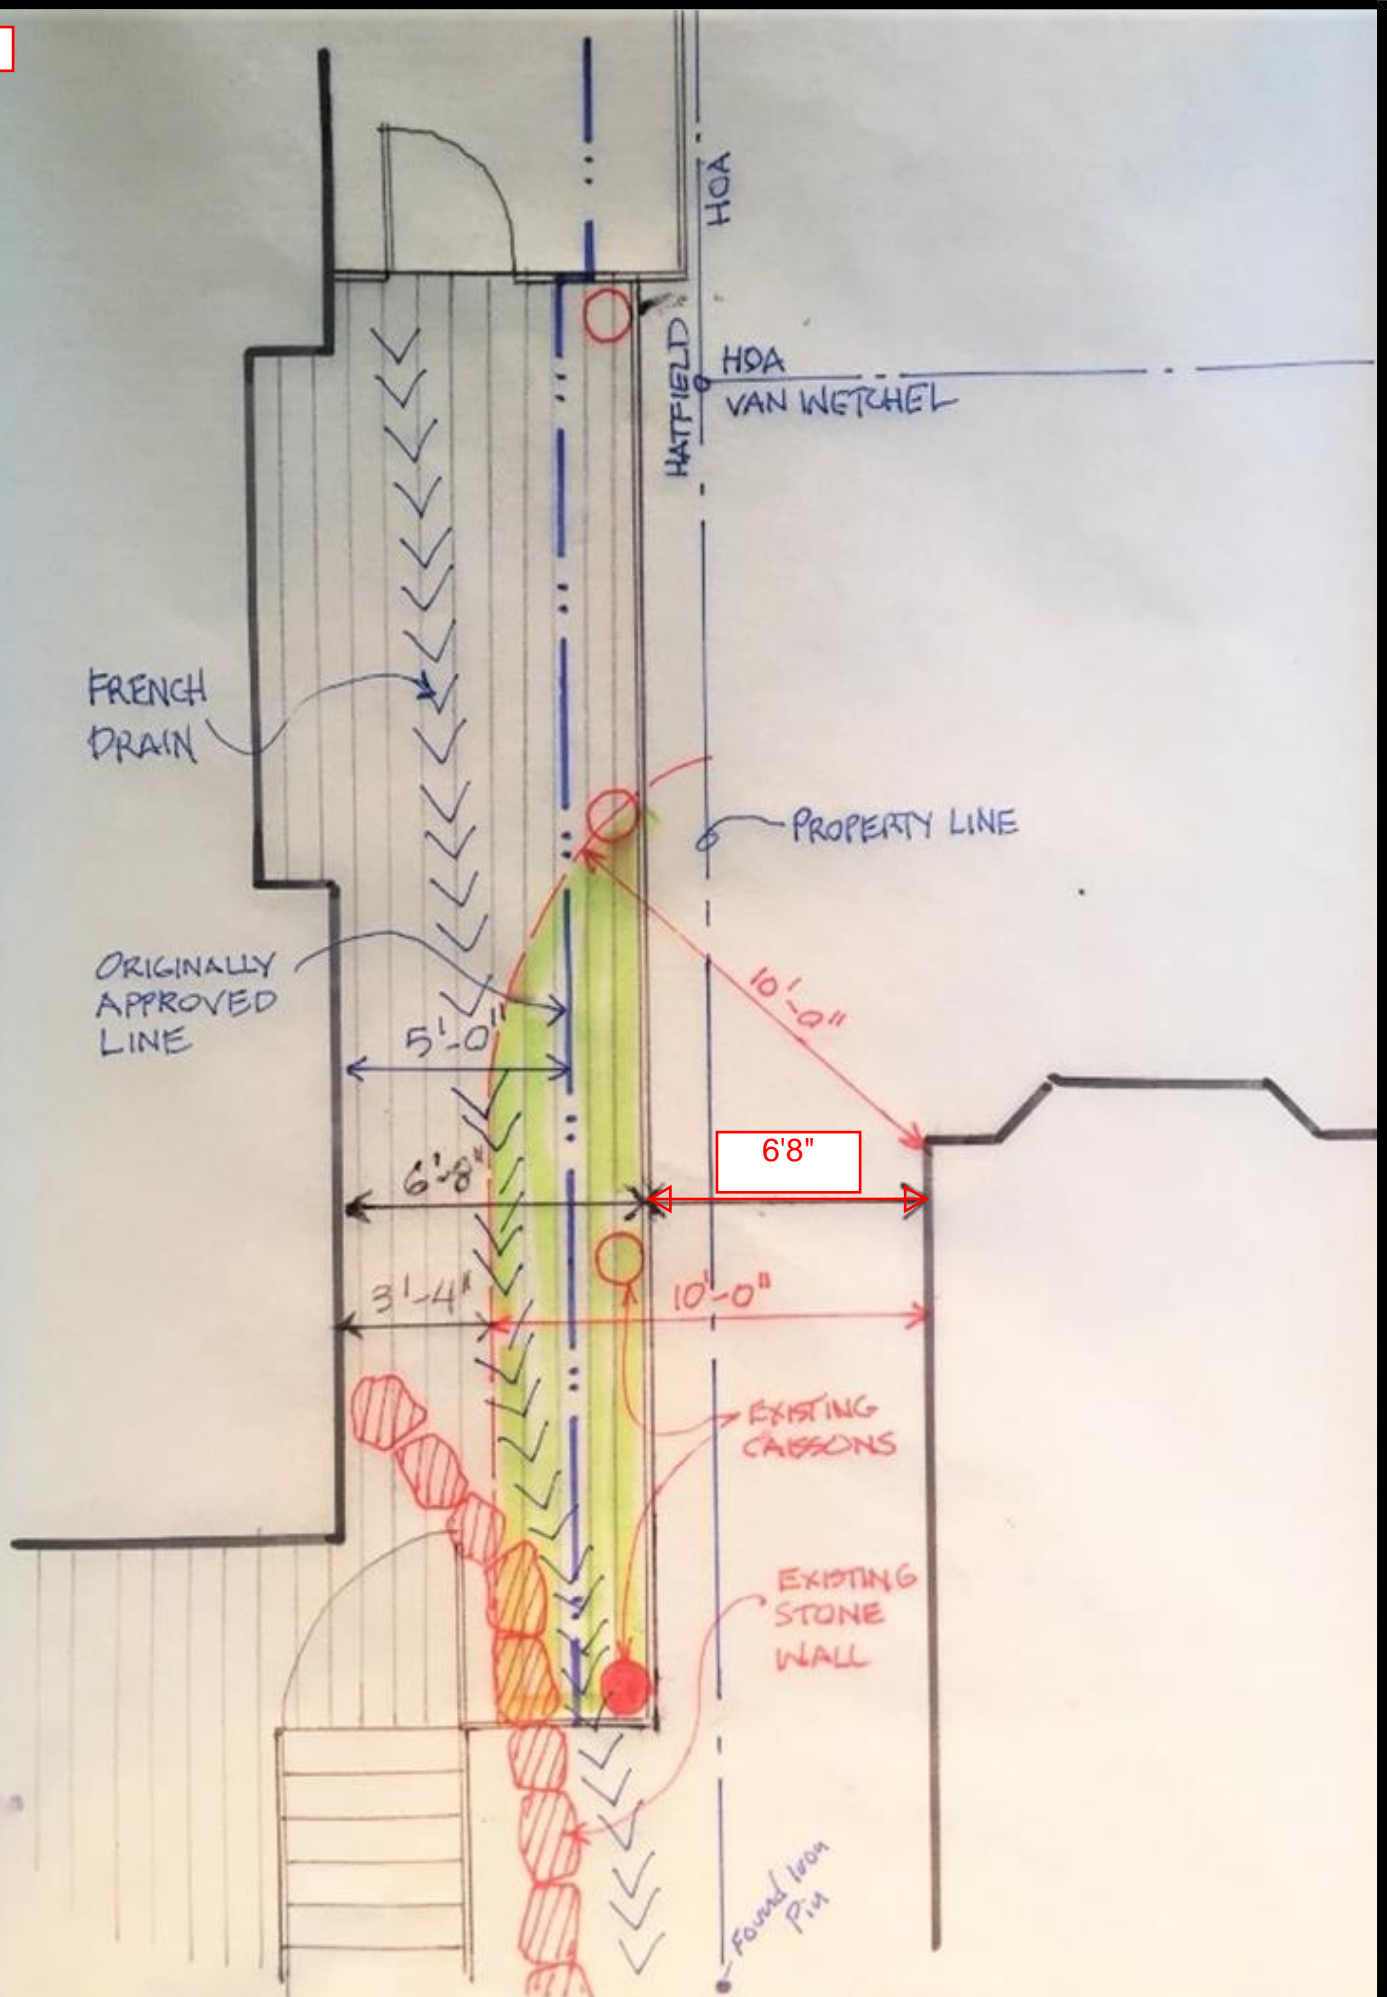 HOA
HATFIELD
HOA
VAN WETCHEL
FRENCH
DRAIN
PROPERTY LINE
ORIGINALLY
APPROVED
LINE
10'-0"
5'-0"
6'8"
6'-8"
3'-4"
10'-0"
EXISTING
CAISSONS
EXISTING
STONE
WALL
Found Iron
Pin